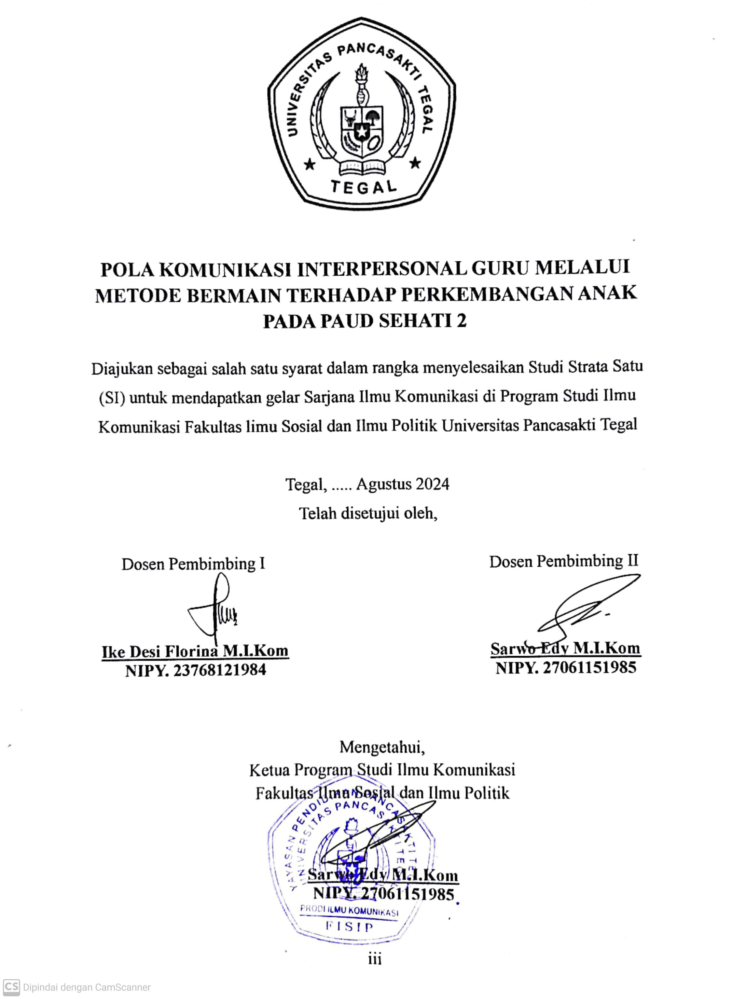 UNIVERSITAS PANCASAKTI TEGAL
TEGAL
POLA KOMUNIKASI INTERPERSONAL GURU MELALUI
METODE BERMAIN TERHADAP PERKEMBANGAN ANAK
PADA PAUD SEHATI 2
Diajukan sebagai salah satu syarat dalam rangka menyelesaikan Studi Strata Satu
(SI) untuk mendapatkan gelar Sarjana Ilmu Komunikasi di Program Studi Ilmu
Komunikasi Fakultas limu Sosial dan Ilmu Politik Universitas Pancasakti Tegal
Tegal, ..... Agustus 2024
Telah disetujui oleh,
Dosen Pembimbing I
Dosen Pembimbing II
Ike Desi Florina M.I.Kom
Sarwo Edy M.I.Kom
NIPY. 23768121984
NIPY. 27061151985
Mengetahui,
Ketua Program Studi Ilmu Komunikasi
Fakultas Ilmu Sosial dan Ilmu Politik
YAYASAN PENDIDIKAN PANCASAKTI TEG
UNIVERSITAS PANCASAKTI TEG
Sarwo Edy M.I.Kom
NIPY. 27061151985
PRODI ILMU KOMUNIKASI
FISIP
iii
CS Dipindai dengan CamScanner